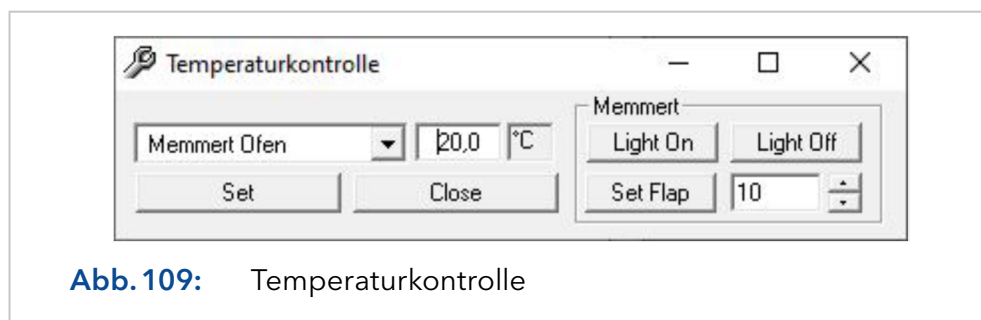 Temperaturkontrolle
Memmert
Memmert Ofen 20,0 °C Light On Light Off
Set Close Set Flap 10
Abb. 109: Temperaturkontrolle